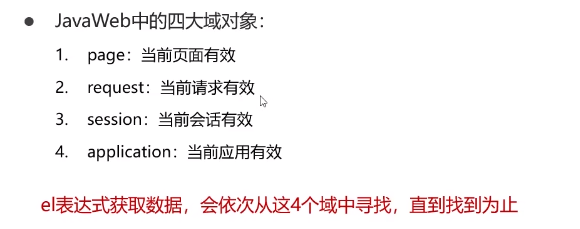 ● JavaWeb中的四大域对象：
1. page：当前页面有效
2. request：当前请求有效
3. session：当前会话有效
4. application：当前应用有效
el表达式获取数据，会依次从这4个域中寻找，直到找到为止